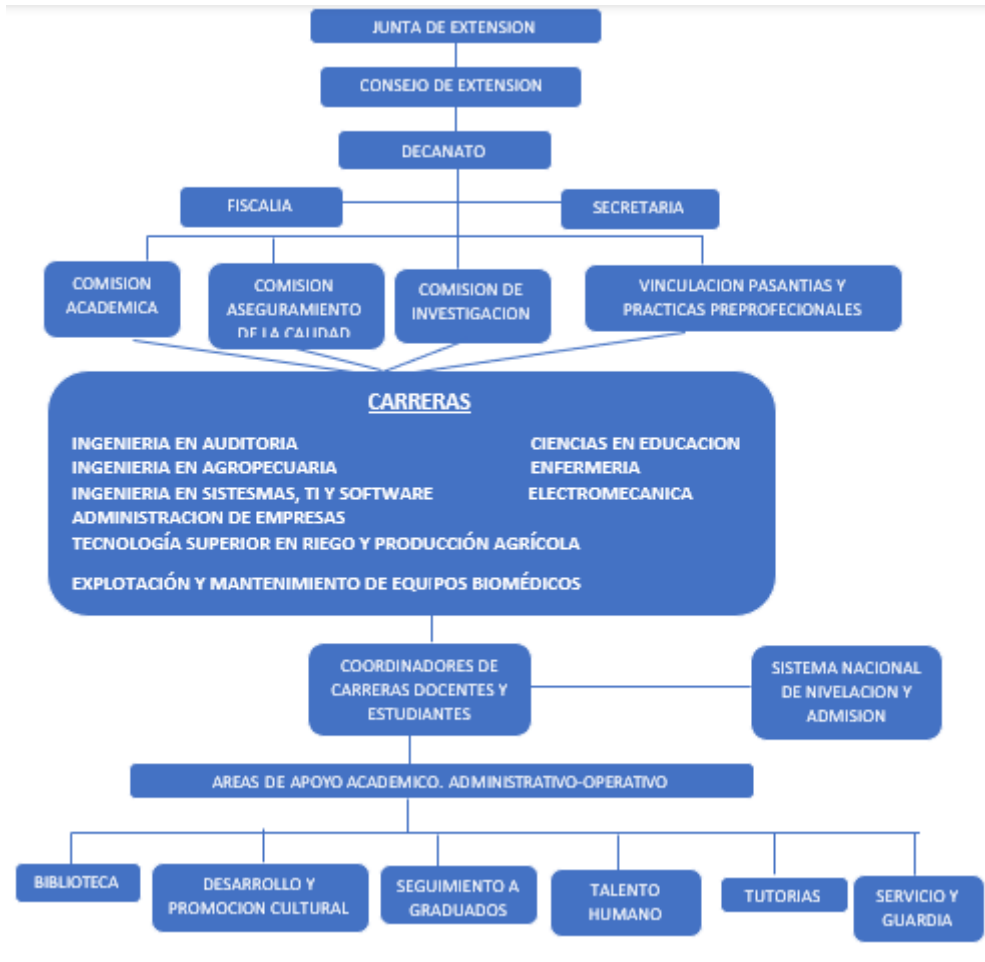 JUNTA DE EXTENSION
CONSEJO DE EXTENSION
DECANATO
FISCALIA
SECRETARIA
COMISION
ACADEMICA
COMISION
ASEGURAMIENTO
DE LA CALIDAD
COMISION DE
INVESTIGACION
VINCULACION PASANTIAS Y
PRACTICAS PREPROFECIONALES
CARRERAS
INGENIERIA EN AUDITORIA
CIENCIAS EN EDUCACION
INGENIERIA EN AGROPECUARIA
ENFERMERIA
INGENIERIA EN SISTESMAS, TI Y SOFTWARE
ELECTROMECANICA
ADMINISTRACION DE EMPRESAS
TECNOLOGÍA SUPERIOR EN RIEGO Y PRODUCCIÓN AGRÍCOLA
EXPLOTACIÓN Y MANTENIMIENTO DE EQUIPOS BIOMÉDICOS
COORDINADORES DE
CARRERAS DOCENTES Y
ESTUDIANTES
SISTEMA NACIONAL
DE NIVELACION Y
ADMISION
AREAS DE APOYO ACADEMICO. ADMINISTRATIVO-OPERATIVO
BIBLIOTECA
DESARROLLO Y
PROMOCION CULTURAL
SEGUIMIENTO A
GRADUADOS
TALENTO
HUMANO
TUTORIAS
SERVICIO Y
GUARDIA